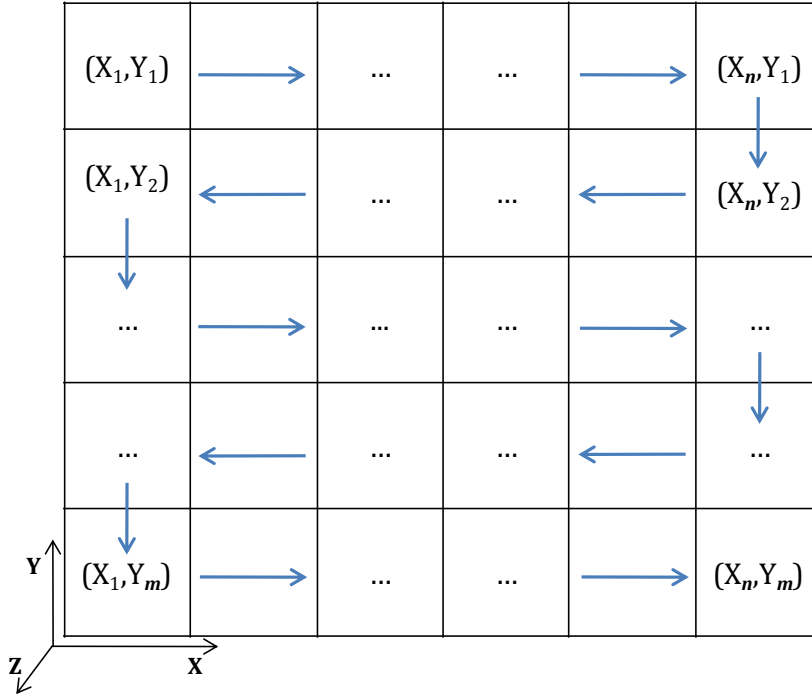 (X₁,Y₁) ... ... (Xₙ,Y₁)
(X₁,Y₂) ... ... (Xₙ,Y₂)
... ... ... ...
... ... ... ...
(X₁,Yₘ) ... ... (Xₙ,Yₘ)
Y
Z X